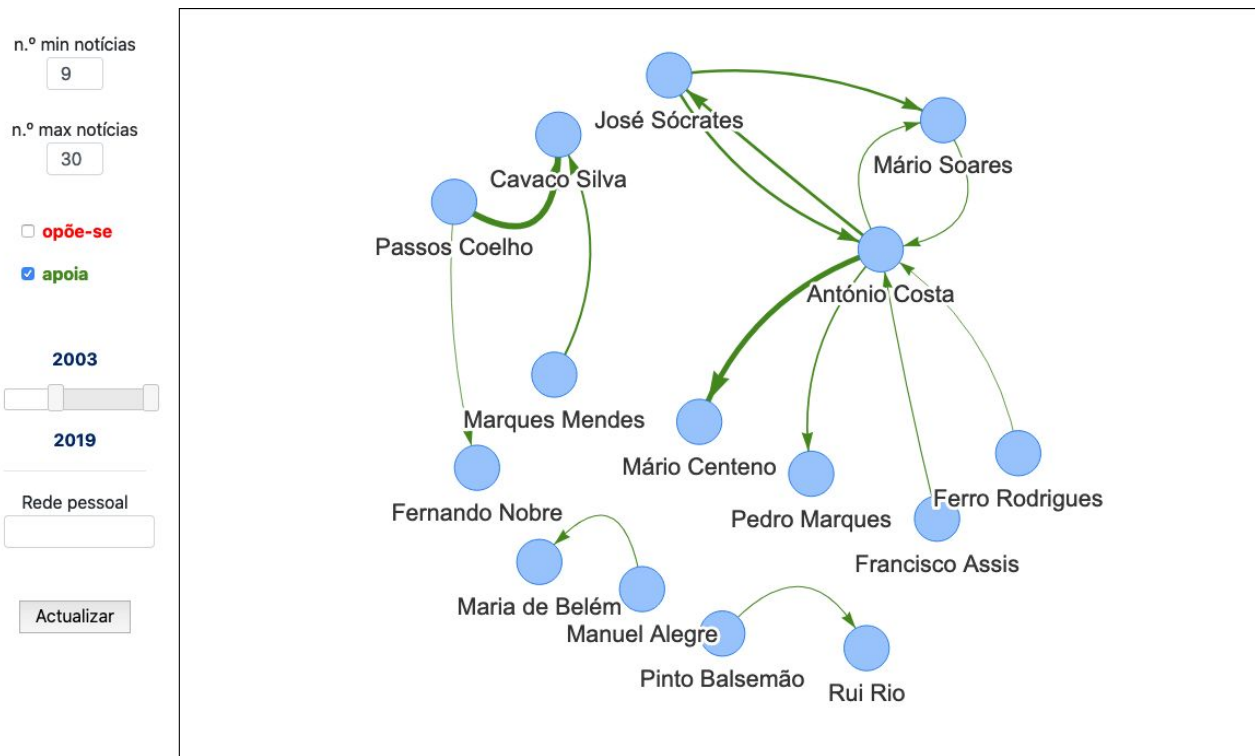 n.º min notícias
9
n.º max notícias
30
opõe-se
apoia
2003
2019
Rede pessoal
Actualizar
José Sócrates
Mário Soares
Cavaco Silva
Passos Coelho
António Costa
Marques Mendes
Mário Centeno
Pedro Marques
Ferro Rodrigues
Fernando Nobre
Francisco Assis
Maria de Belém
Manuel Alegre
Pinto Balsemão
Rui Rio